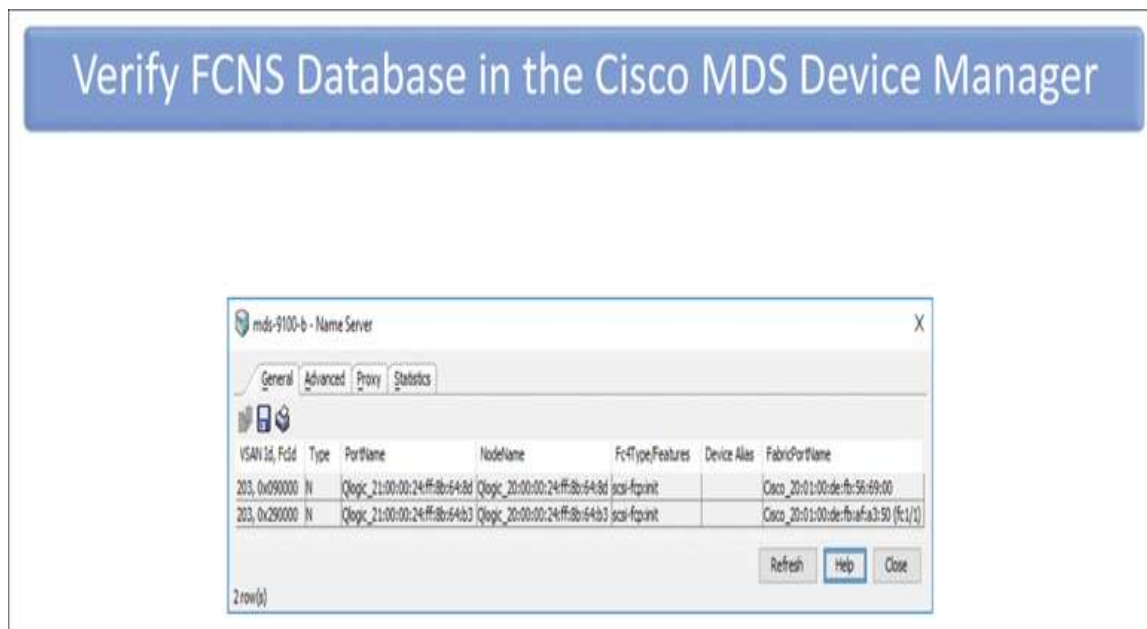 Verify FCNS Database in the Cisco MDS Device Manager
mds-9100-b - Name Server X
General Advanced Proxy Statistics
VSAN Id, FcId Type PortName NodeName Fc4Type/Features Device Alias FabricPortName
203, 0x090000 N Qlogic_21:00:00:24:ff:8b:64:8d Qlogic_20:00:00:24:ff:8b:64:8d scsi-fcp:init Cisco_20:01:00:de:fb:56:69:00
203, 0x290000 N Qlogic_21:00:00:24:ff:8b:64:b3 Qlogic_20:00:00:24:ff:8b:64:b3 scsi-fcp:init Cisco_20:01:00:de:fb:af:a3:50 (fc1/1)
Refresh Help Close
2 row(s)